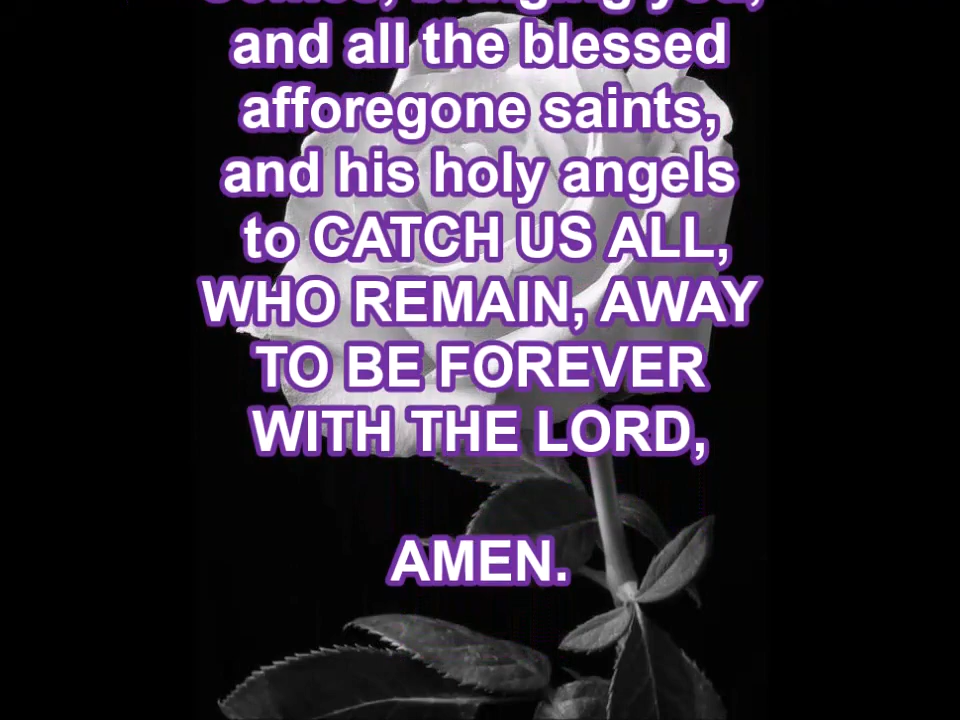 and all the blessed
afforegone saints,
and his holy angels
to CATCH US ALL,
WHO REMAIN, AWAY
TO BE FOREVER
WITH THE LORD,
AMEN.